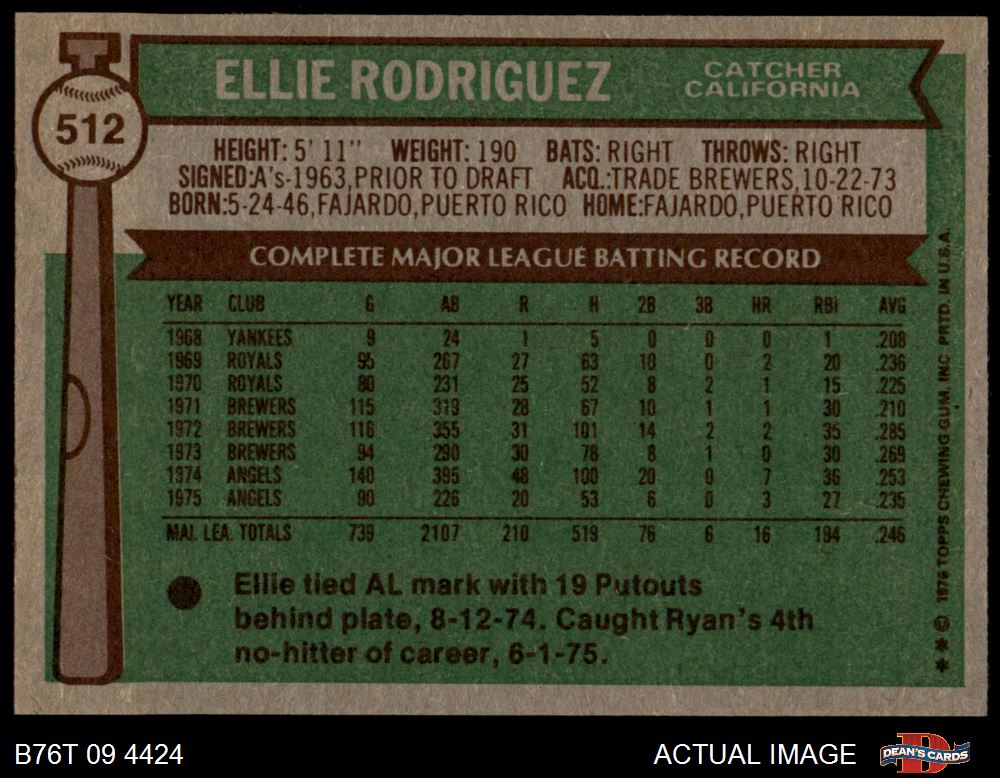 512
ELLIE RODRIGUEZ
CATCHER
CALIFORNIA
HEIGHT: 5' 11" WEIGHT: 190 BATS: RIGHT THROWS: RIGHT
SIGNED:A's-1963,PRIOR TO DRAFT ACQ.:TRADE BREWERS,10-22-73
BORN:5-24-46,FAJARDO,PUERTO RICO HOME:FAJARDO,PUERTO RICO
COMPLETE MAJOR LEAGUE BATTING RECORD
YEAR CLUB G AB R H 2B 3B HR RBI AVG
1968 YANKEES 9 24 1 5 0 0 0 1 .208
1969 ROYALS 95 267 27 63 10 0 2 20 .236
1970 ROYALS 80 231 25 52 8 2 1 15 .225
1971 BREWERS 115 319 28 67 10 1 1 30 .210
1972 BREWERS 116 355 31 101 14 2 2 35 .285
1973 BREWERS 94 290 30 78 8 1 0 30 .269
1974 ANGELS 140 395 48 100 20 0 7 36 .253
1975 ANGELS 90 226 20 53 6 0 3 27 .235
MAJ. LEA. TOTALS 739 2107 210 519 76 6 16 194 .246
Ellie tied AL mark with 19 Putouts
behind plate, 8-12-74. Caught Ryan's 4th
no-hitter of career, 6-1-75.
* * © 1976 TOPPS CHEWING GUM, INC. PRTD. IN U.S.A.
B76T 09 4424
ACTUAL IMAGE
DEAN'S CARDS